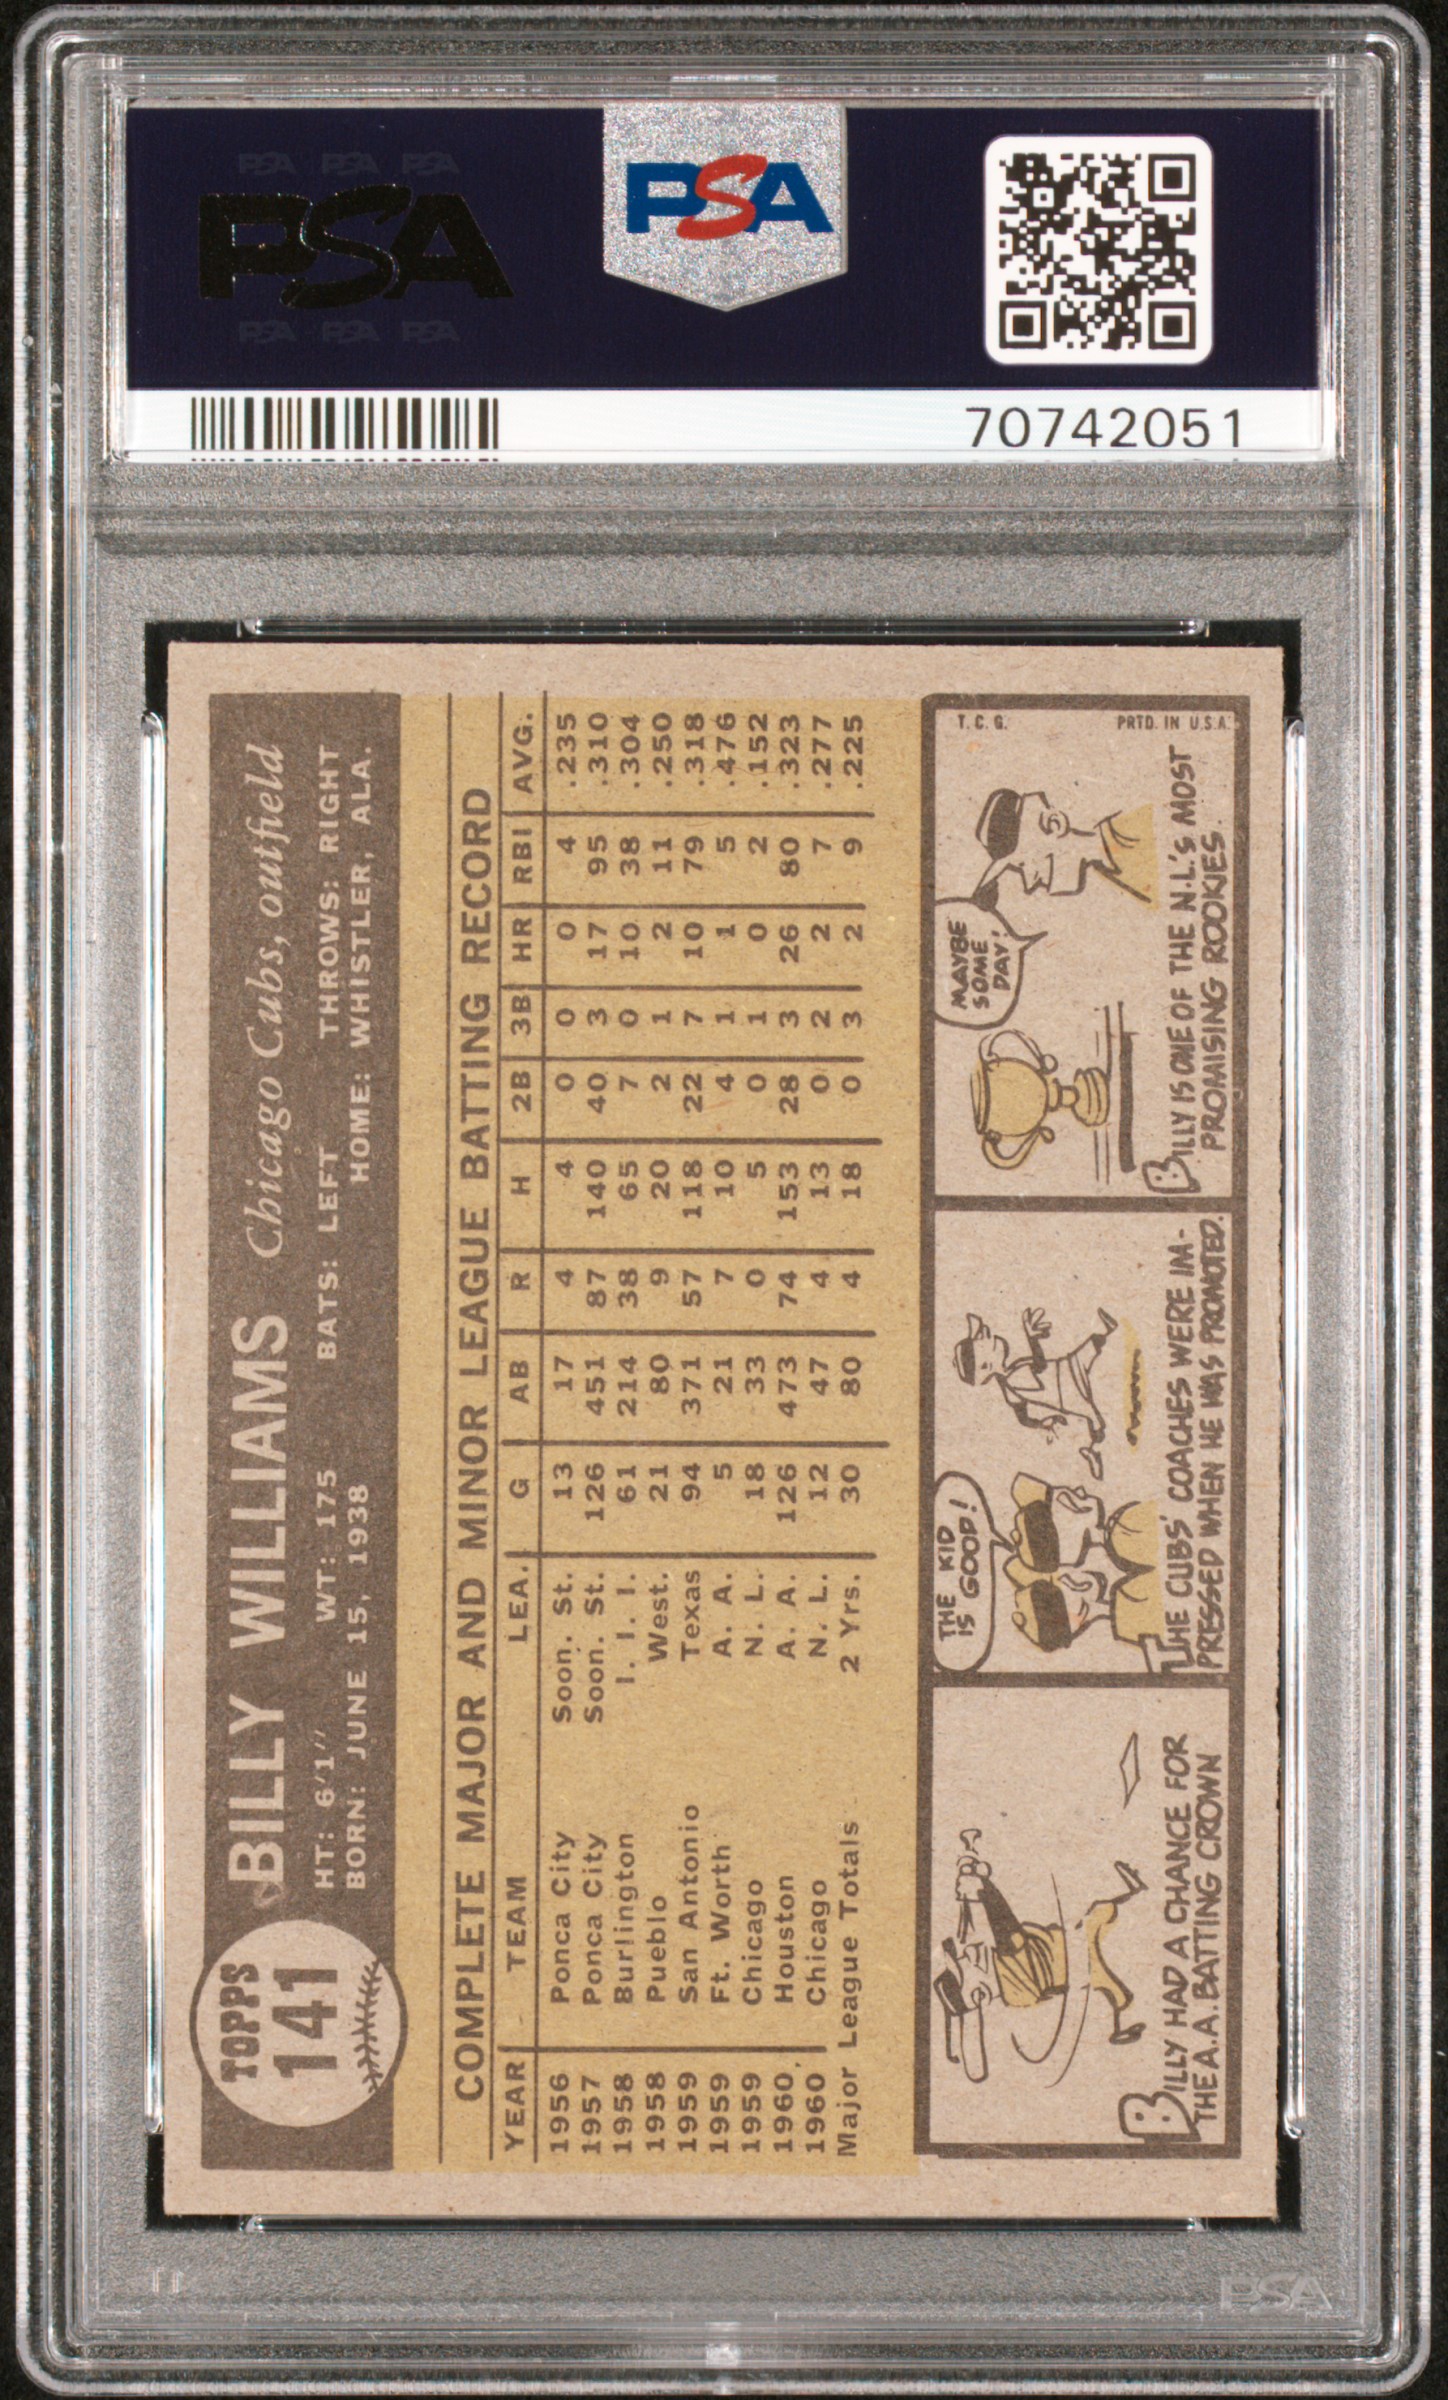 PSA PSA PSA
PSA
PSA PSA PSA
PSA
70742051
TOPPS
141
BILLY WILLIAMS Chicago Cubs, outfield
HT: 6'1" WT: 175 BATS: LEFT THROWS: RIGHT
BORN: JUNE 15, 1938 HOME: WHISTLER, ALA.
COMPLETE MAJOR AND MINOR LEAGUE BATTING RECORD
YEAR TEAM LEA. G AB R H 2B 3B HR RBI AVG.
1956 Ponca City Soon. St. 13 17 4 4 0 0 0 4 .235
1957 Ponca City Soon. St. 126 451 87 140 40 3 17 95 .310
1958 Burlington I. I. I. 61 214 38 65 7 0 10 38 .304
1958 Pueblo West. 21 80 9 20 2 1 2 11 .250
1959 San Antonio Texas 94 371 57 118 22 7 10 79 .318
1959 Ft. Worth A. A. 5 21 7 10 4 1 1 5 .476
1959 Chicago N. L. 18 33 0 5 0 1 0 2 .152
1960 Houston A. A. 126 473 74 153 28 3 26 80 .323
1960 Chicago N. L. 12 47 4 13 0 2 2 7 .277
Major League Totals 2 Yrs. 30 80 4 18 0 3 2 9 .225
BILLY HAD A CHANCE FOR
THE A.A. BATTING CROWN
THE KID
IS GOOD!
THE CUBS' COACHES WERE IM-
PRESSED WHEN HE WAS PROMOTED.
MAYBE
SOME
DAY!
BILLY IS ONE OF THE N.L.'S MOST
PROMISING ROOKIES.
T.C.G. PRTD. IN U.S.A.
PSA